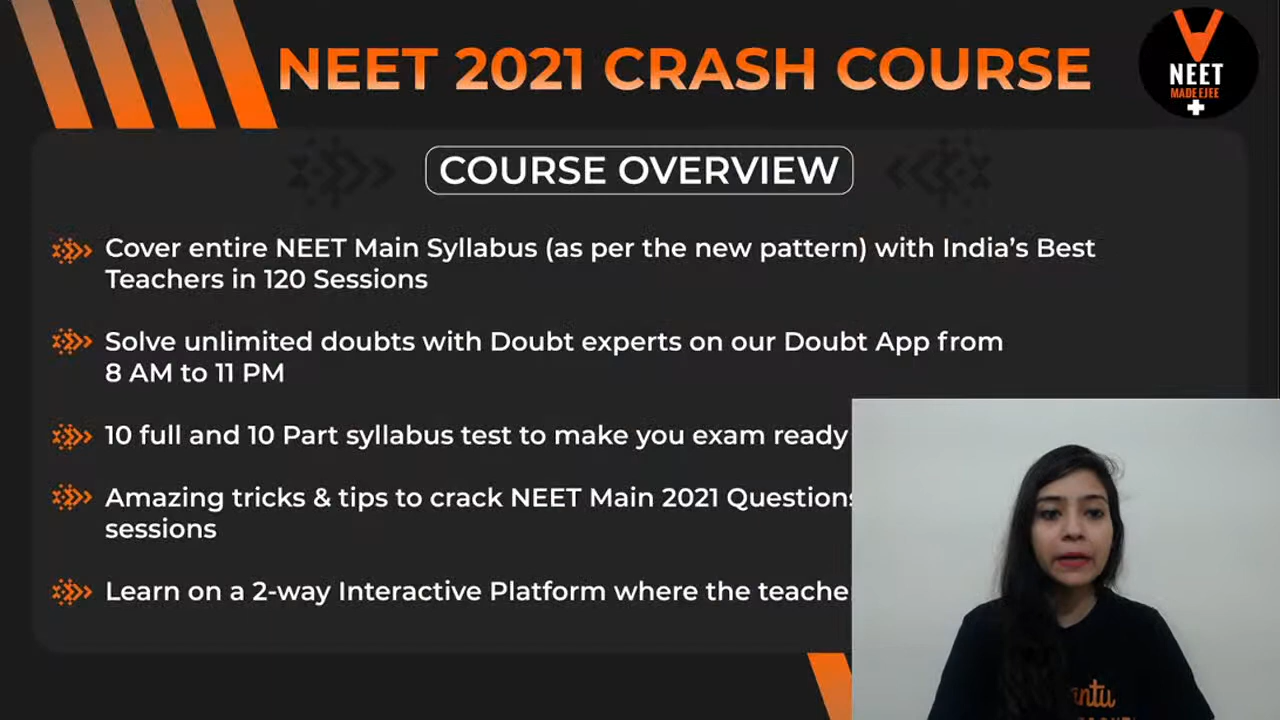 NEET 2021 CRASH COURSE
NEET
MADE EJEE
COURSE OVERVIEW
Cover entire NEET Main Syllabus (as per the new pattern) with India's Best
Teachers in 120 Sessions
Solve unlimited doubts with Doubt experts on our Doubt App from
8 AM to 11 PM
10 full and 10 Part syllabus test to make you exam ready
Amazing tricks & tips to crack NEET Main 2021 Questions
sessions
Learn on a 2-way Interactive Platform where the teache
antu